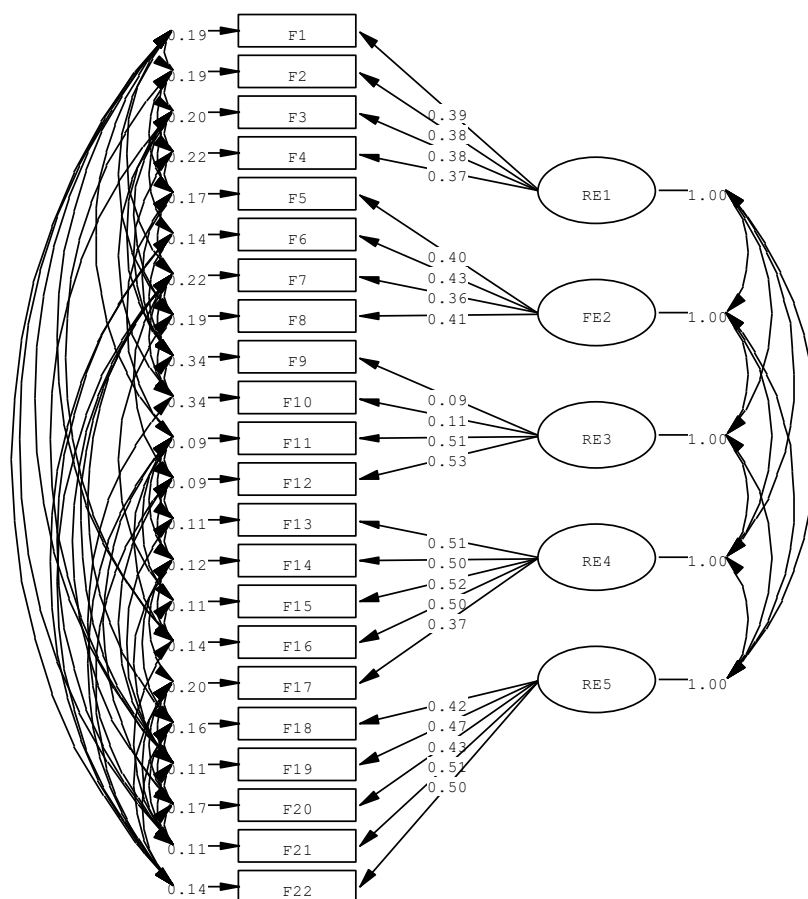 0.19 F1
0.19 F2
0.39
0.20 F3
0.38
0.38
0.22 F4
0.37
0.17 F5 RE1 1.00
0.14 F6
0.40
0.22 F7
0.43
0.36
0.19 F8 0.41 FE2 1.00
0.34 F9
0.09
0.34 F10
0.11
0.09 F11 0.51 RE3 1.00
0.53
0.09 F12
0.11 F13
0.51
0.12 F14 0.50 RE4 1.00
0.52
0.11 F15
0.50
0.37
0.14 F16
0.20 F17 RE5 1.00
0.42
0.16 F18
0.47
0.43
0.11 F19
0.51
0.50
0.17 F20
0.11 F21
0.14 F22